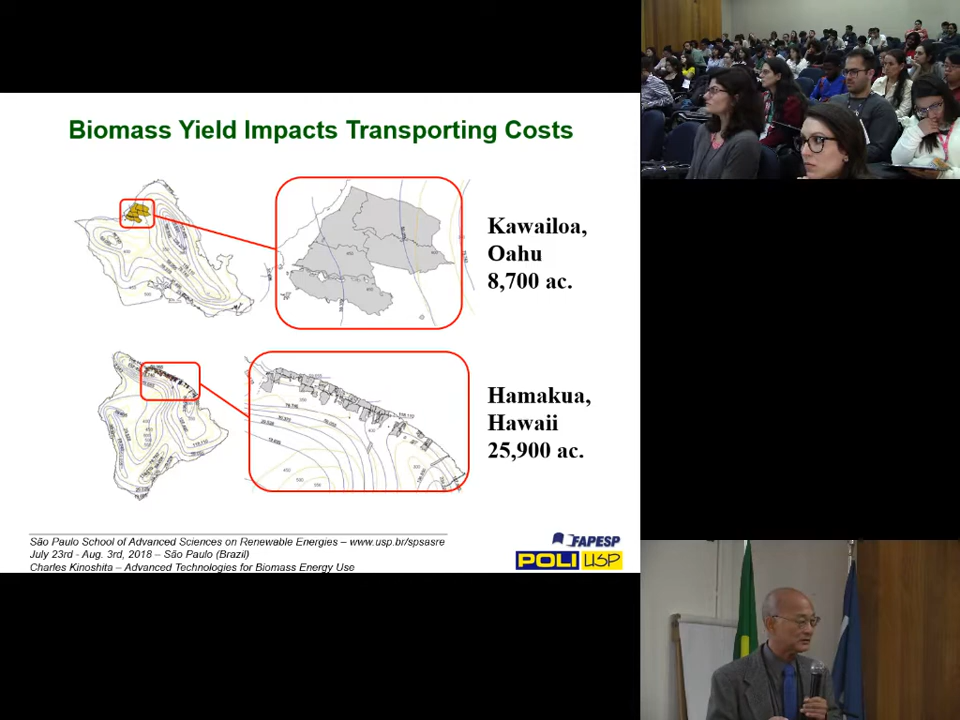 Biomass Yield Impacts Transporting Costs
Kawailoa,
Oahu
8,700 ac.
Hamakua,
Hawaii
25,900 ac.
São Paulo School of Advanced Sciences on Renewable Energies – www.usp.br/spsasre
July 23rd - Aug. 3rd, 2018 – São Paulo (Brazil)
Charles Kinoshita – Advanced Technologies for Biomass Energy Use
FAPESP
POLI USP